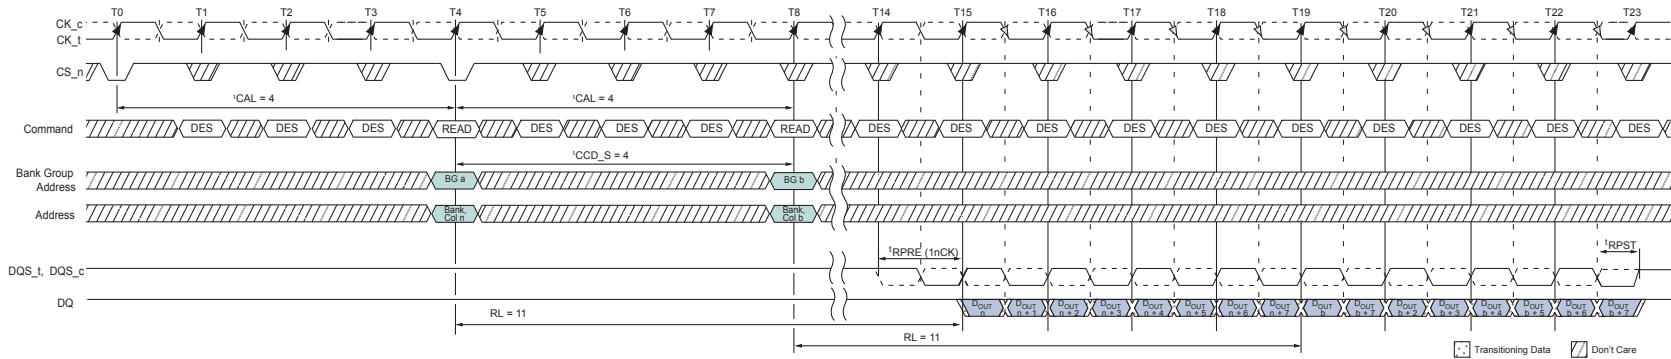 T0 T1 T2 T3 T4 T5 T6 T7 T8 T14 T15 T16 T17 T18 T19 T20 T21 T22 T23
CK_c
CK_t
CS_n
tCAL = 4 tCAL = 4
Command DES DES DES READ DES DES DES READ DES DES DES DES DES DES DES DES DES DES
tCCD_S = 4
Bank Group
Address
BG a BG b
Address
Bank,
Col n
Bank,
Col b
tRPRE (1nCK) tRPST
DQS_t, DQS_c
DQ
DOUT
n
DOUT
n + 1
DOUT
n + 2
DOUT
n + 3
DOUT
n + 4
DOUT
n + 5
DOUT
n + 6
DOUT
n + 7
DOUT
b
DOUT
b + 7
DOUT
b + 2
DOUT
b + 3
DOUT
b + 4
DOUT
b + 5
DOUT
b + 6
DOUT
b + 7
RL = 11
RL = 11
Transitioning Data Don't Care